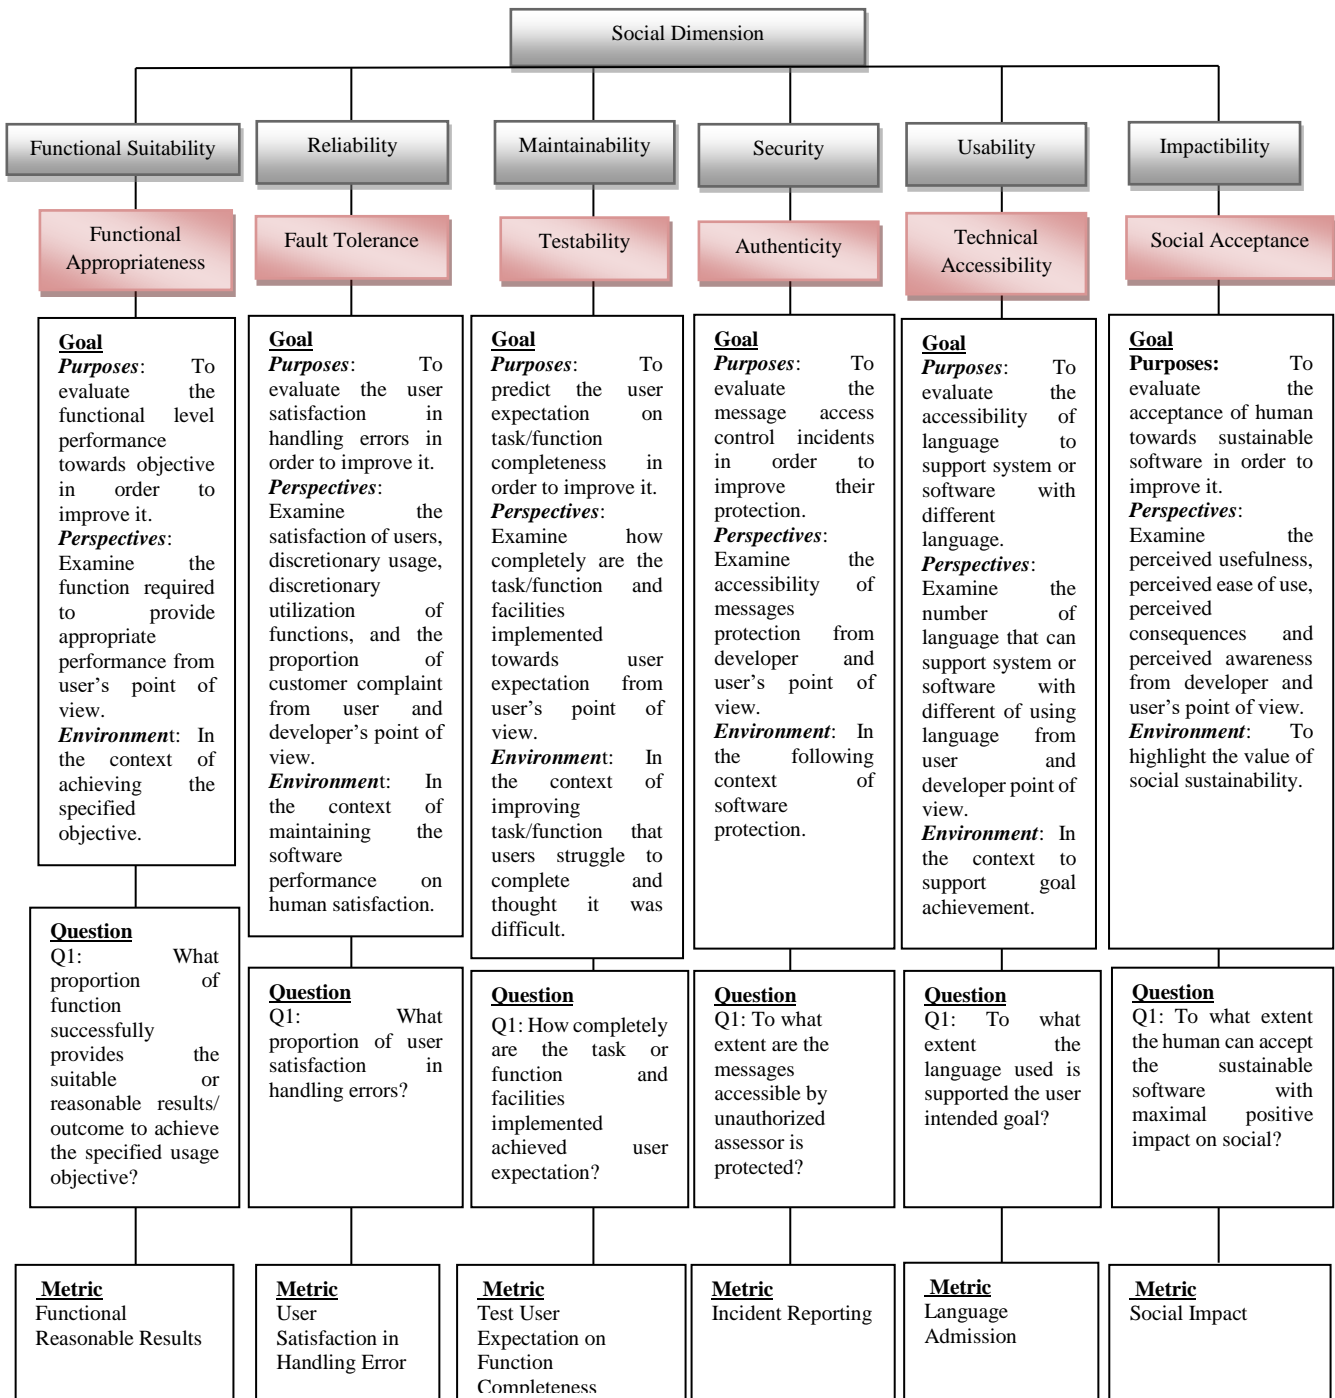 Social Dimension
Functional Suitability
Reliability
Maintainability
Security
Usability
Impactibility
Functional
Appropriateness
Fault Tolerance
Testability
Authenticity
Technical
Accessibility
Social Acceptance
Goal
Purposes: To
evaluate the
functional level
performance
towards objective
in order to
improve it.
Perspectives:
Examine the
function required
to provide
appropriate
performance from
user's point of
view.
Environment: In
the context of
achieving the
specified
objective.
Goal
Purposes: To
evaluate the user
satisfaction in
handling errors in
order to improve it.
Perspectives:
Examine the
satisfaction of users,
discretionary usage,
discretionary
utilization of
functions, and the
proportion of
customer complaint
from user and
developer's point of
view.
Environment: In
the context of
maintaining the
software
performance on
human satisfaction.
Goal
Purposes: To
predict the user
expectation on
task/function
completeness in
order to improve it.
Perspectives:
Examine how
completely are the
task/function and
facilities
implemented
towards user
expectation from
user's point of
view.
Environment: In
the context of
improving
task/function that
users struggle to
complete and
thought it was
difficult.
Goal
Purposes: To
evaluate the
message access
control incidents
in order to
improve their
protection.
Perspectives:
Examine the
accessibility of
messages
protection from
developer and
user's point of
view.
Environment: In
the following
context of
software
protection.
Goal
Purposes: To
evaluate the
accessibility of
language to
support system or
software with
different
language.
Perspectives:
Examine the
number of
language that can
support system or
software with
different of using
language from
user and
developer point of
view.
Environment: In
the context to
support goal
achievement.
Goal
Purposes: To
evaluate the
acceptance of human
towards sustainable
software in order to
improve it.
Perspectives:
Examine the
perceived usefulness,
perceived ease of use,
perceived
consequences and
perceived awareness
from developer and
user's point of view.
Environment: To
highlight the value of
social sustainability.
Question
Q1: What
proportion of
function
successfully
provides the
suitable or
reasonable results/
outcome to achieve
the specified usage
objective?
Question
Q1: What
proportion of user
satisfaction in
handling errors?
Question
Q1: How completely
are the task or
function and
facilities
implemented
achieved user
expectation?
Question
Q1: To what
extent are the
messages
accessible by
unauthorized
assessor is
protected?
Question
Q1: To what
extent the
language used is
supported the user
intended goal?
Question
Q1: To what extent
the human can accept
the sustainable
software with
maximal positive
impact on social?
Metric
Functional
Reasonable Results
Metric
User
Satisfaction in
Handling Error
Metric
Test User
Expectation on
Function
Completeness
Metric
Incident Reporting
Metric
Language
Admission
Metric
Social Impact